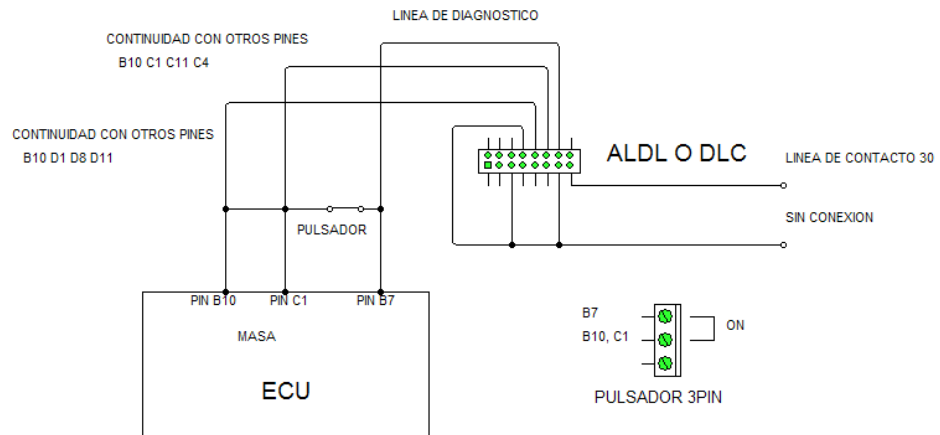 LINEA DE DIAGNOSTICO
CONTINUIDAD CON OTROS PINES
B10 C1 C11 C4
CONTINUIDAD CON OTROS PINES
B10 D1 D8 D11
ALDL O DLC
LINEA DE CONTACTO 30
SIN CONEXION
PULSADOR
PIN B10
PIN C1
PIN B7
MASA
ECU
B7
B10, C1
ON
PULSADOR 3PIN